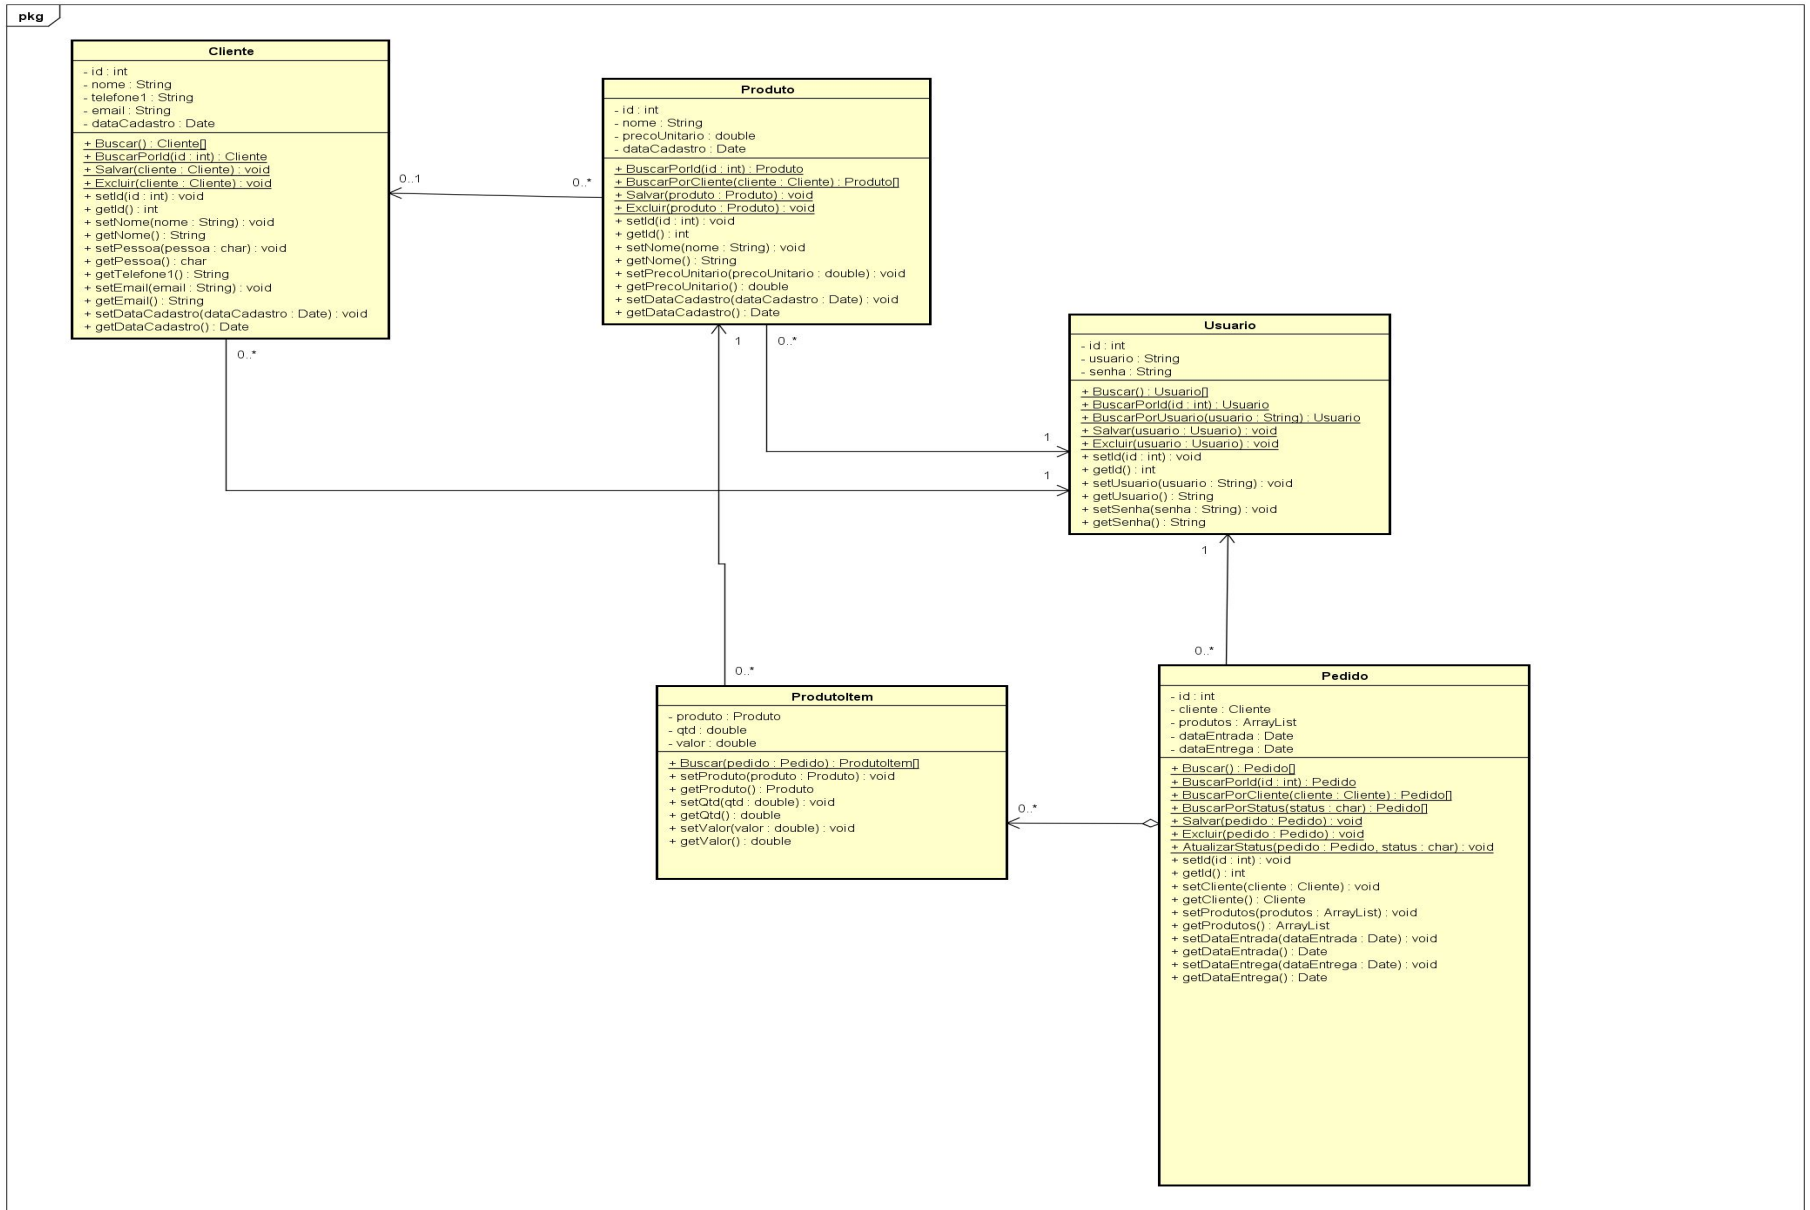 pkg
Cliente
- id : int
- nome : String
- telefone1 : String
- email : String
- dataCadastro : Date
+ Buscar() : Cliente[]
+ BuscarPorId(id : int) : Cliente
+ Salvar(cliente : Cliente) : void
+ Excluir(cliente : Cliente) : void
+ setId(id : int) : void
+ getId() : int
+ setNome(nome : String) : void
+ getNome() : String
+ setPessoa(pessoa : char) : void
+ getPessoa() : char
+ getTelefone1() : String
+ setEmail(email : String) : void
+ getEmail() : String
+ setDataCadastro(dataCadastro : Date) : void
+ getDataCadastro() : Date
0..1
0..*
0..*
Produto
- id : int
- nome : String
- precoUnitario : double
- dataCadastro : Date
+ BuscarPorId(id : int) : Produto
+ BuscarPorCliente(cliente : Cliente) : Produto[]
+ Salvar(produto : Produto) : void
+ Excluir(produto : Produto) : void
+ setId(id : int) : void
+ getId() : int
+ setNome(nome : String) : void
+ getNome() : String
+ setPrecoUnitario(precoUnitario : double) : void
+ getPrecoUnitario() : double
+ setDataCadastro(dataCadastro : Date) : void
+ getDataCadastro() : Date
1
0..*
1
1
Usuario
- id : int
- usuario : String
- senha : String
+ Buscar() : Usuario[]
+ BuscarPorId(id : int) : Usuario
+ BuscarPorUsuario(usuario : String) : Usuario
+ Salvar(usuario : Usuario) : void
+ Excluir(usuario : Usuario) : void
+ setId(id : int) : void
+ getId() : int
+ setUsuario(usuario : String) : void
+ getUsuario() : String
+ setSenha(senha : String) : void
+ getSenha() : String
1
0..*
0..*
ProdutoItem
- produto : Produto
- qtd : double
- valor : double
+ Buscar(pedido : Pedido) : ProdutoItem[]
+ setProduto(produto : Produto) : void
+ getProduto() : Produto
+ setQtd(qtd : double) : void
+ getQtd() : double
+ setValor(valor : double) : void
+ getValor() : double
0..*
Pedido
- id : int
- cliente : Cliente
- produtos : ArrayList
- dataEntrada : Date
- dataEntrega : Date
+ Buscar() : Pedido[]
+ BuscarPorId(id : int) : Pedido
+ BuscarPorCliente(cliente : Cliente) : Pedido[]
+ BuscarPorStatus(status : char) : Pedido[]
+ Salvar(pedido : Pedido) : void
+ Excluir(pedido : Pedido) : void
+ AtualizarStatus(pedido : Pedido, status : char) : void
+ setId(id : int) : void
+ getId() : int
+ setCliente(cliente : Cliente) : void
+ getCliente() : Cliente
+ setProdutos(produtos : ArrayList) : void
+ getProdutos() : ArrayList
+ setDataEntrada(dataEntrada : Date) : void
+ getDataEntrada() : Date
+ setDataEntrega(dataEntrega : Date) : void
+ getDataEntrega() : Date